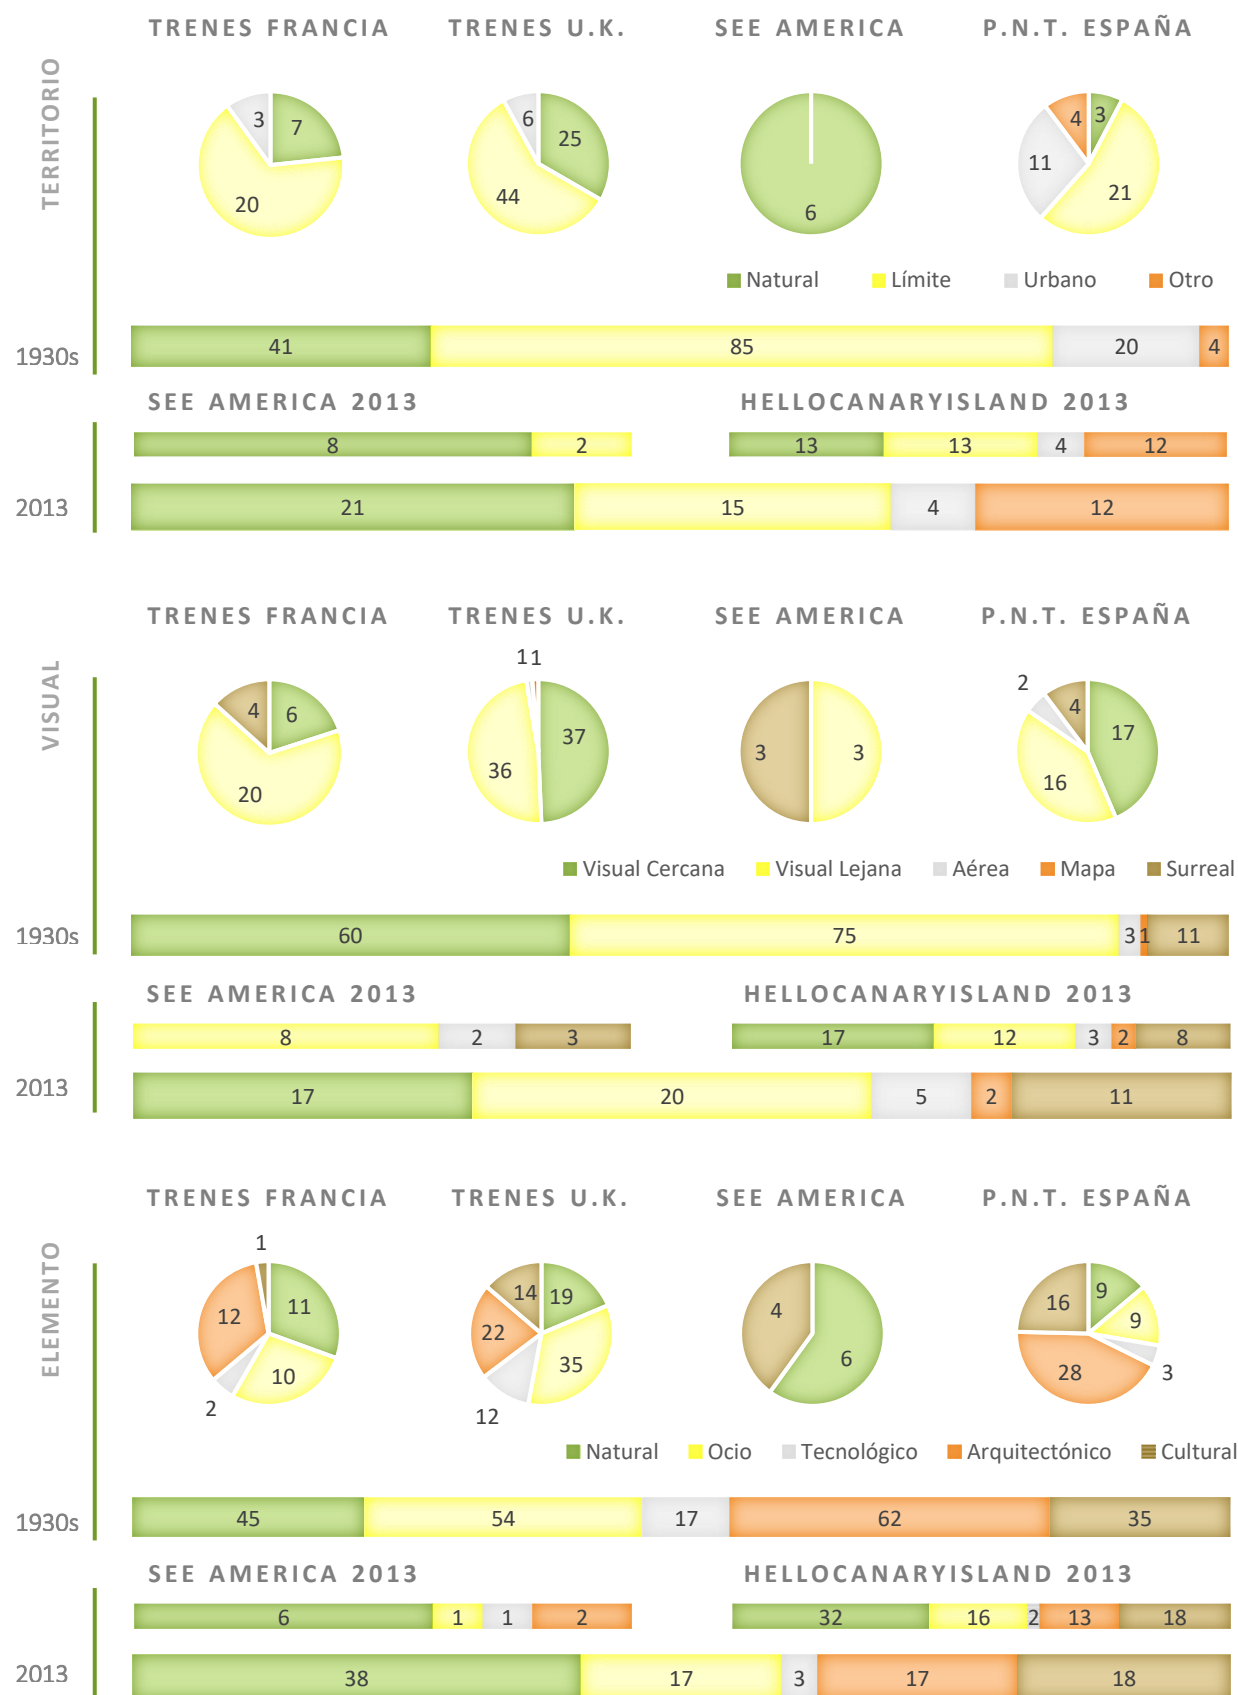 TRENES FRANCIA TRENES U.K. SEE AMERICA P.N.T. ESPAÑA
TERRITORIO
3 7 6 25 4 3
11
20 44 6 21
Natural Límite Urbano Otro
1930s 41 85 20 4
SEE AMERICA 2013 HELLOCANARYISLAND 2013
8 2 13 13 4 12
2013 21 15 4 12
TRENES FRANCIA TRENES U.K. SEE AMERICA P.N.T. ESPAÑA
VISUAL
1 1 2
4 6 37 4 17
20 36 3 3 16
Visual Cercana Visual Lejana Aérea Mapa Surreal
1930s 60 75 3 1 11
SEE AMERICA 2013 HELLOCANARYISLAND 2013
8 2 3 17 12 3 2 8
2013 17 20 5 2 11
TRENES FRANCIA TRENES U.K. SEE AMERICA P.N.T. ESPAÑA
ELEMENTO
1
12 11 14 19 4 16 9
22 9
2 10 12 35 6 28 3
Natural Ocio Tecnológico Arquitectónico Cultural
1930s 45 54 17 62 35
SEE AMERICA 2013 HELLOCANARYISLAND 2013
6 1 1 2 32 16 2 13 18
2013 38 17 3 17 18